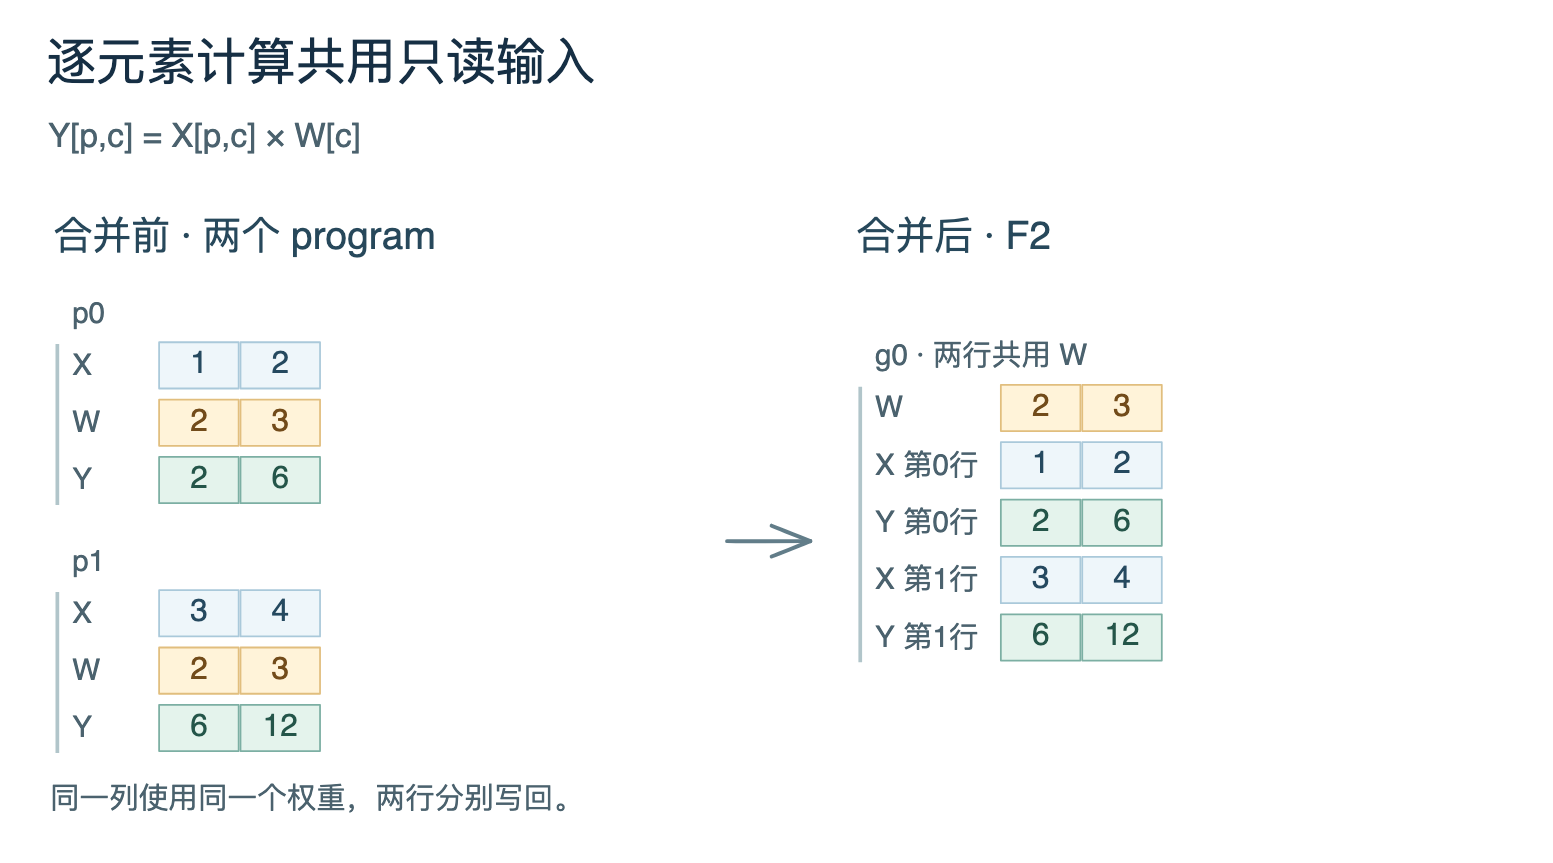 逐元素计算共用只读输入
Y[p,c] = X[p,c] × W[c]
合并前 · 两个 program
p0
X 1 2
W 2 3
Y 2 6
p1
X 3 4
W 2 3
Y 6 12
同一列使用同一个权重，两行分别写回。
合并后 · F2
g0 · 两行共用 W
W 2 3
X 第0行 1 2
Y 第0行 2 6
X 第1行 3 4
Y 第1行 6 12